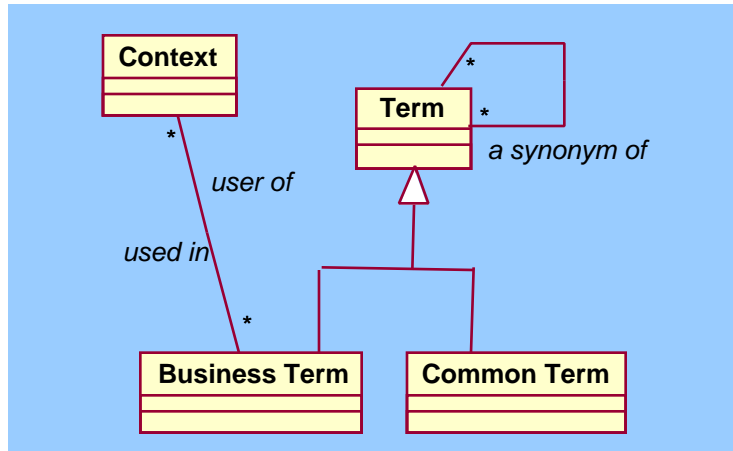 Context
*
Term
*
*
a synonym of
user of
used in
*
Business Term
Common Term